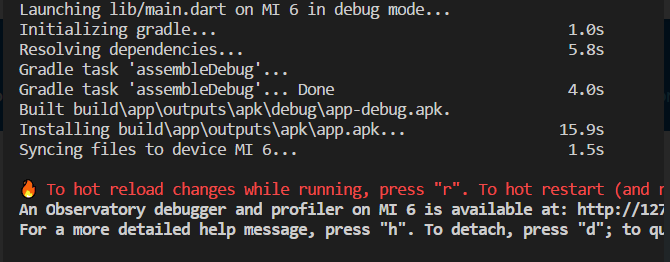 Launching lib/main.dart on MI 6 in debug mode...
Initializing gradle... 1.0s
Resolving dependencies... 5.8s
Gradle task 'assembleDebug'...
Gradle task 'assembleDebug'... Done 4.0s
Built build\app\outputs\apk\debug\app-debug.apk.
Installing build\app\outputs\apk\app.apk... 15.9s
Syncing files to device MI 6... 1.5s
🔥 To hot reload changes while running, press "r". To hot restart (and
An Observatory debugger and profiler on MI 6 is available at: http://127
For a more detailed help message, press "h". To detach, press "d"; to qu